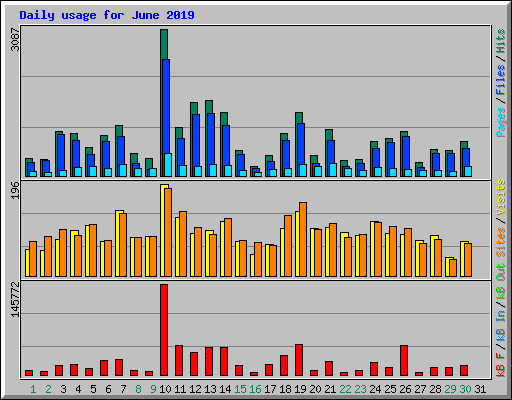 Daily usage for June 2019
3087
Pages / Files / Hits
196
Sites / Visits
145772
kB F / kB In / kB Out
1 2 3 4 5 6 7 8 9 10 11 12 13 14 15 16 17 18 19 20 21 22 23 24 25 26 27 28 29 30 31